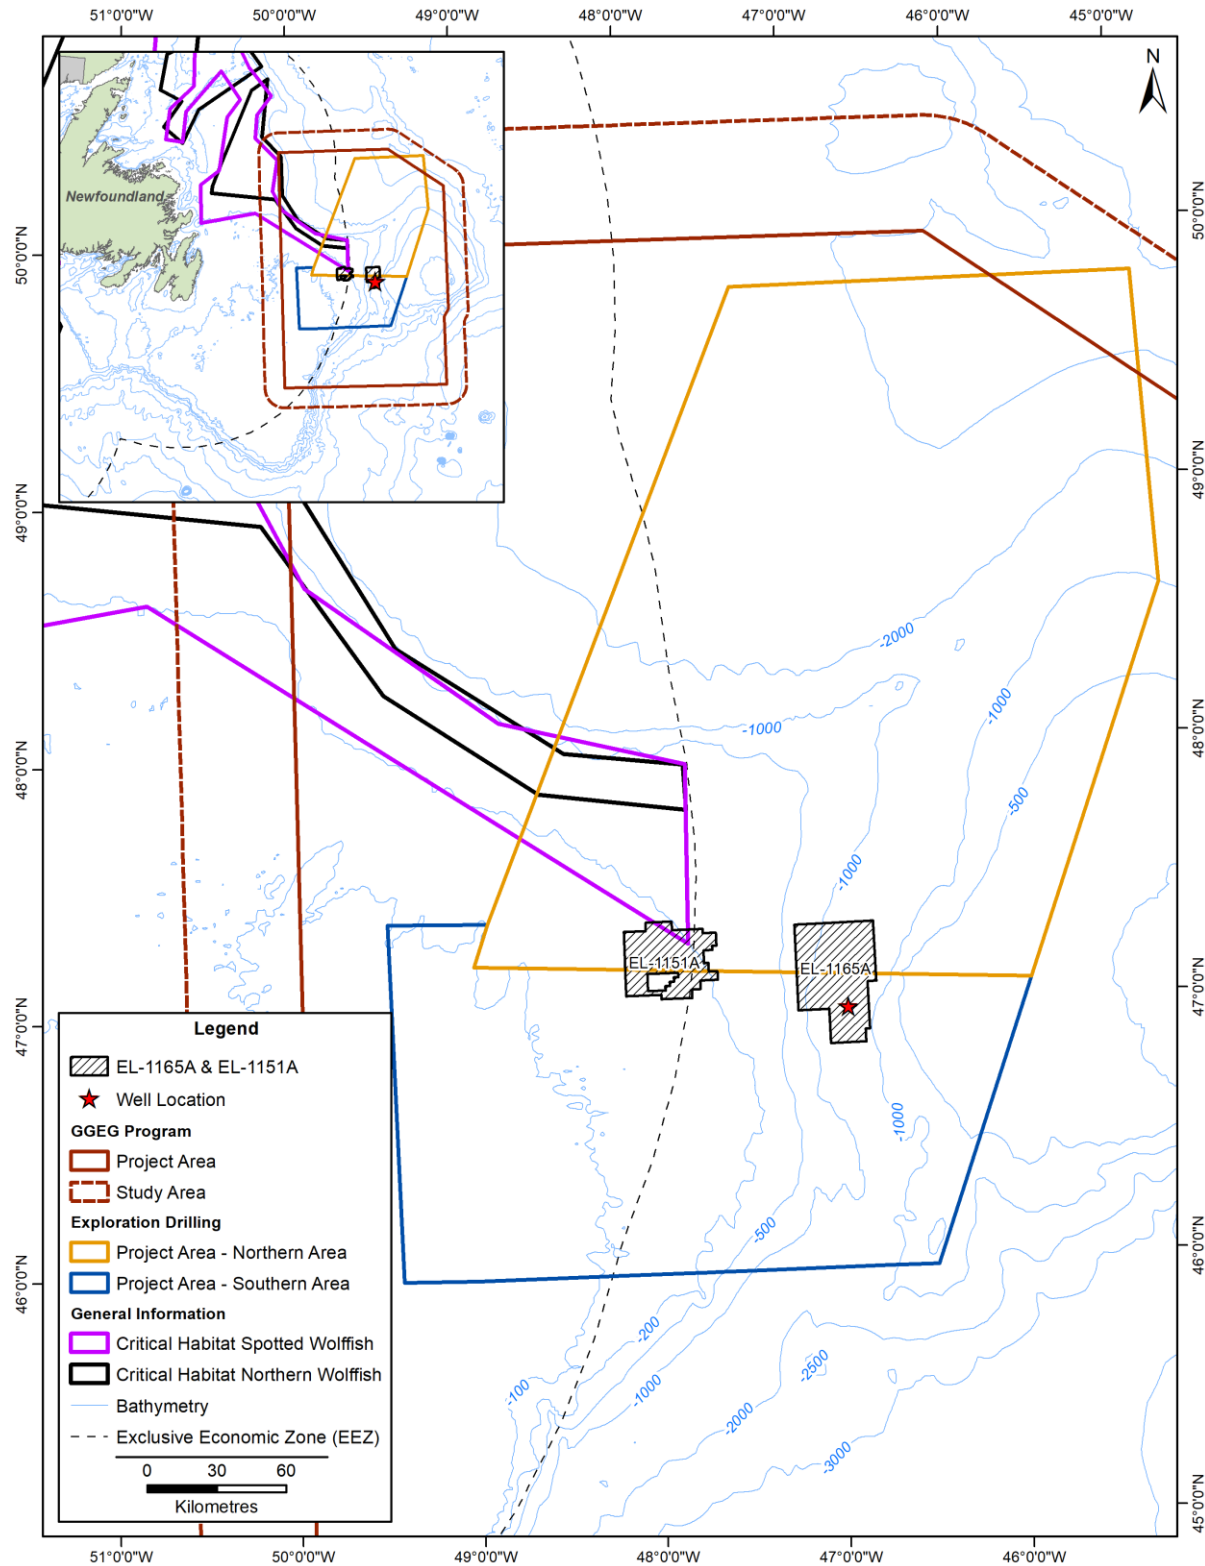 51°0'0"W 50°0'0"W 49°0'0"W 48°0'0"W 47°0'0"W 46°0'0"W 45°0'0"W
N
Newfoundland
50°0'0"N
50°0'0"N
49°0'0"N
49°0'0"N
-2000
-1000
-1000
48°0'0"N
48°0'0"N
-500
-1000
EL-1151A
EL-1165A
47°0'0"N
47°0'0"N
-1000
-500
46°0'0"N
46°0'0"N
-200
-2500
-100
-1000
-2000
-3000
45°0'0"N
Legend
EL-1165A & EL-1151A
Well Location
GGEG Program
Project Area
Study Area
Exploration Drilling
Project Area - Northern Area
Project Area - Southern Area
General Information
Critical Habitat Spotted Wolffish
Critical Habitat Northern Wolffish
Bathymetry
Exclusive Economic Zone (EEZ)
0 30 60
Kilometres
51°0'0"W 50°0'0"W 49°0'0"W 48°0'0"W 47°0'0"W 46°0'0"W